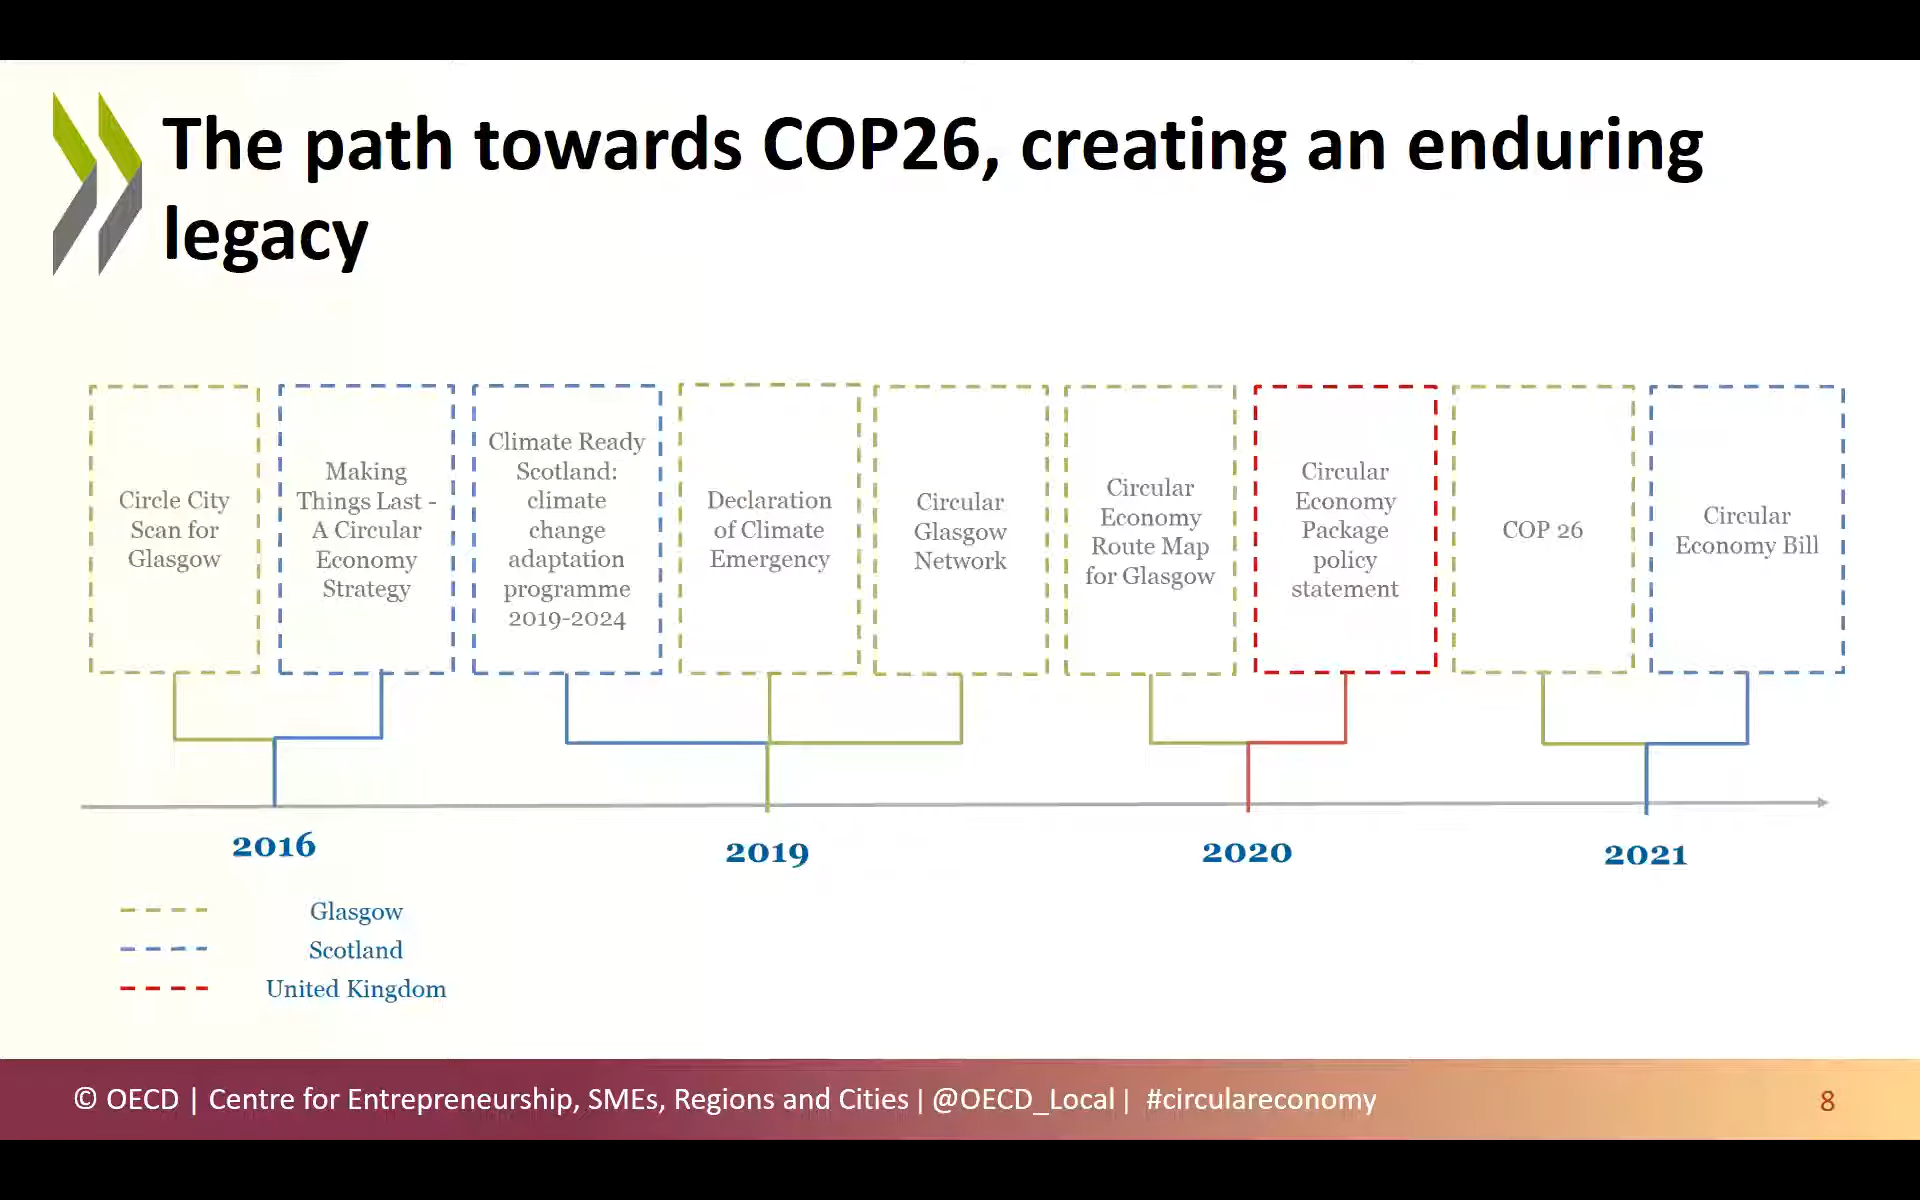 The path towards COP26, creating an enduring
legacy
Circle City
Scan for
Glasgow
Making
Things Last -
A Circular
Economy
Strategy
Climate Ready
Scotland:
climate
change
adaptation
programme
2019-2024
Declaration
of Climate
Emergency
Circular
Glasgow
Network
Circular
Economy
Route Map
for Glasgow
Circular
Economy
Package
policy
statement
COP 26
Circular
Economy Bill
2016
2019
2020
2021
Glasgow
Scotland
United Kingdom
© OECD | Centre for Entrepreneurship, SMEs, Regions and Cities | @OECD_Local | #circulareconomy
8